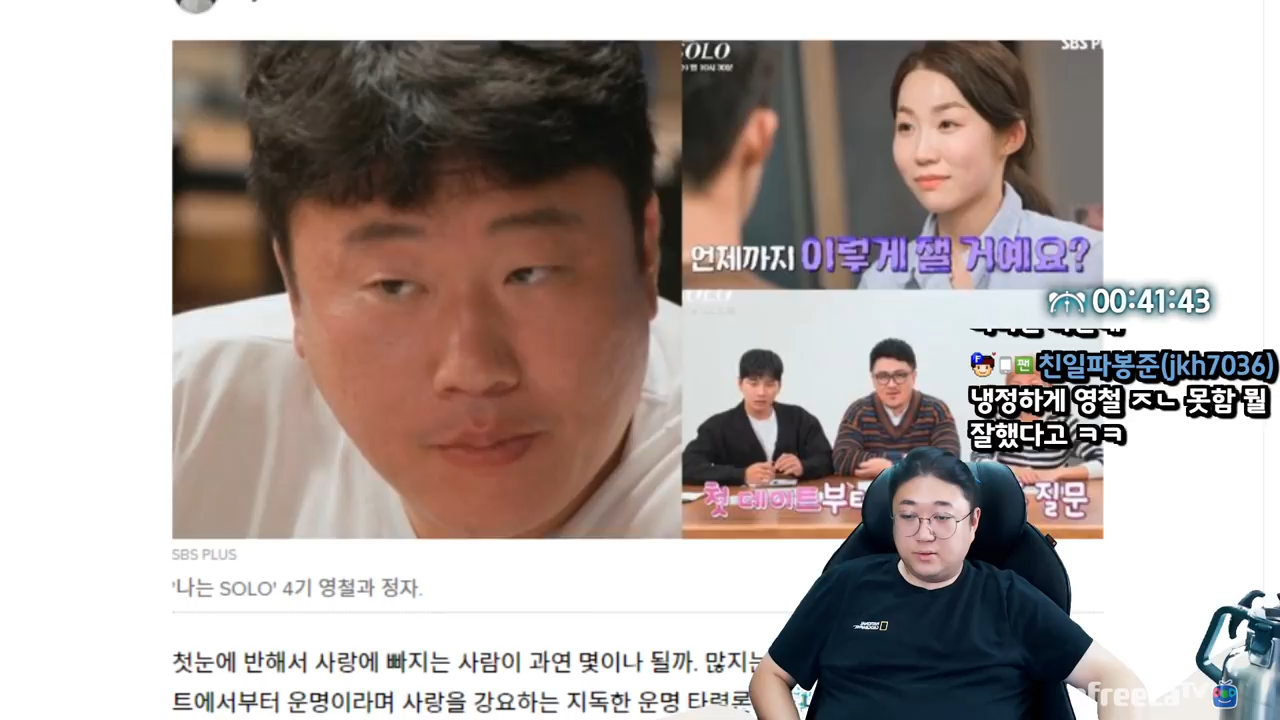 SOLO
SBS
언제까지 이렇게 잴 거예요?
00:41:43
팬 친일파봉준(jkh7036)
냉정하게 영철 ㅈㄴ 못함 뭘
잘했다고 ㅋㅋ
첫 데이트부터
질문
SBS PLUS
'나는 SOLO' 4기 영철과 정자.
첫눈에 반해서 사랑에 빠지는 사람이 과연 몇이나 될까. 많지는
트에서부터 운명이라며 사랑을 강요하는 지독한 운명 타령
NATIONAL
GEOGRAPHIC
freecaTV